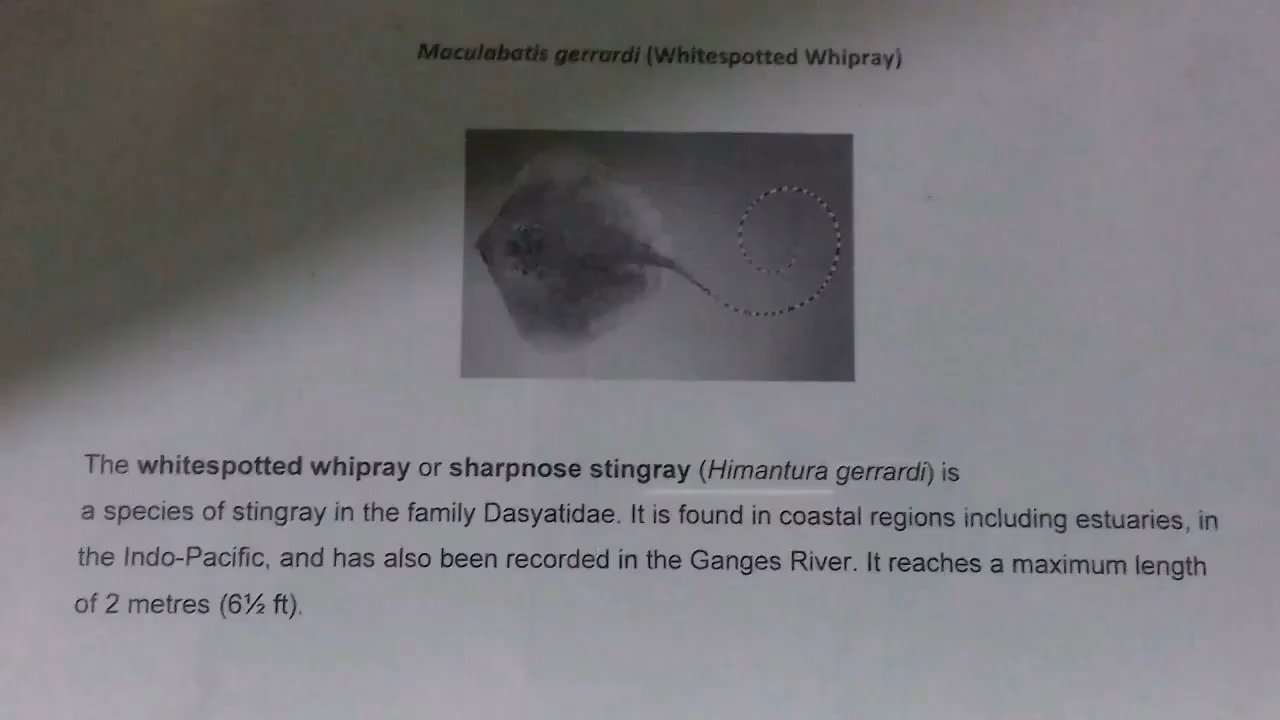 Maculabatis gerrardi (Whitespotted Whipray)
The whitespotted whipray or sharpnose stingray (Himantura gerrardi) is
a species of stingray in the family Dasyatidae. It is found in coastal regions including estuaries, in
the Indo-Pacific, and has also been recorded in the Ganges River. It reaches a maximum length
of 2 metres (6½ ft).